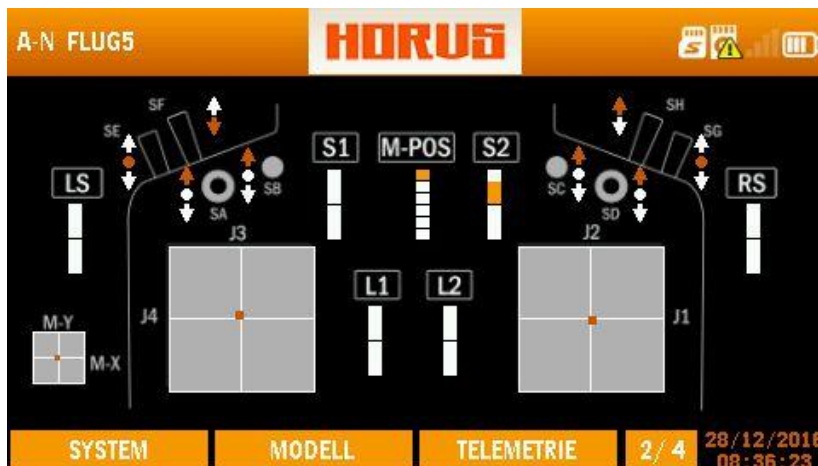 A-N FLUG5
HORUS
SF
SH
SE
SG
S1
M-POS
S2
LS
RS
SB
SC
SA
SD
J3
J2
L1
L2
M-Y
J4
J1
M-X
SYSTEM
MODELL
TELEMETRIE
2/ 4
28/12/2016
08:36:23